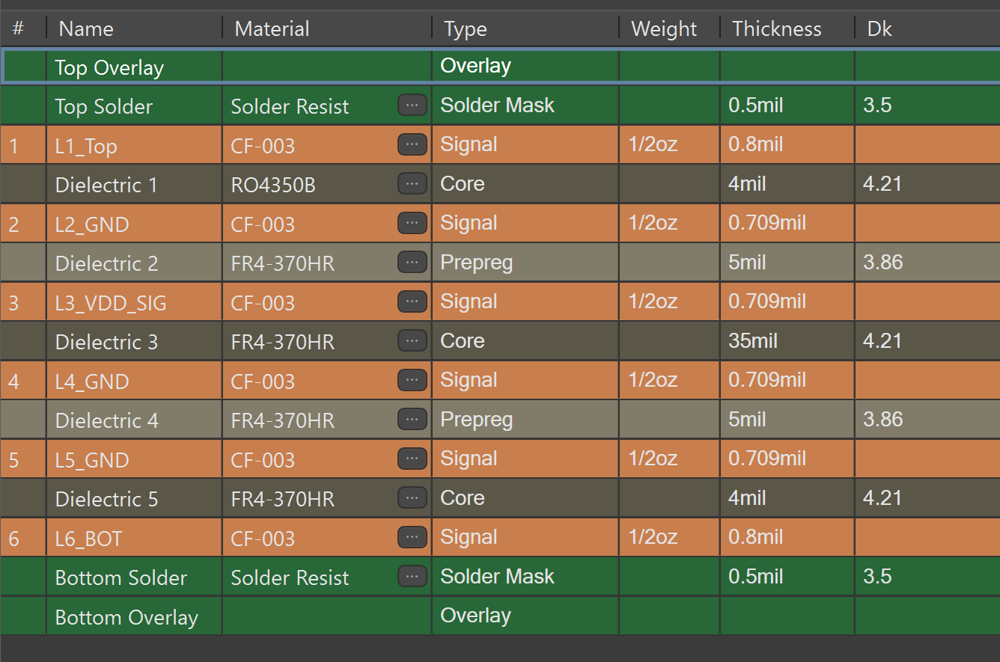 # Name Material Type Weight Thickness Dk
Top Overlay Overlay
Top Solder Solder Resist ... Solder Mask 0.5mil 3.5
1 L1_Top CF-003 ... Signal 1/2oz 0.8mil
Dielectric 1 RO4350B ... Core 4mil 4.21
2 L2_GND CF-003 ... Signal 1/2oz 0.709mil
Dielectric 2 FR4-370HR ... Prepreg 5mil 3.86
3 L3_VDD_SIG CF-003 ... Signal 1/2oz 0.709mil
Dielectric 3 FR4-370HR ... Core 35mil 4.21
4 L4_GND CF-003 ... Signal 1/2oz 0.709mil
Dielectric 4 FR4-370HR ... Prepreg 5mil 3.86
5 L5_GND CF-003 ... Signal 1/2oz 0.709mil
Dielectric 5 FR4-370HR ... Core 4mil 4.21
6 L6_BOT CF-003 ... Signal 1/2oz 0.8mil
Bottom Solder Solder Resist ... Solder Mask 0.5mil 3.5
Bottom Overlay Overlay